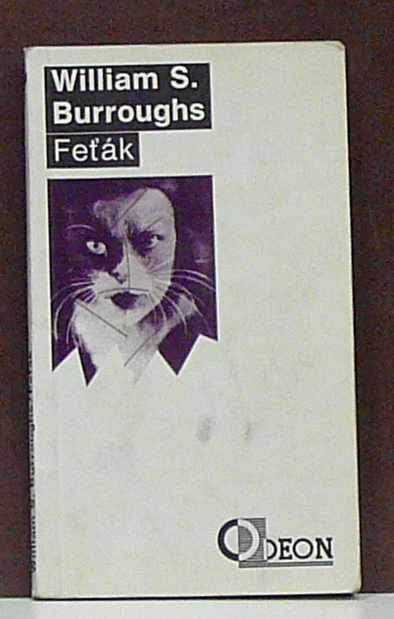 William S.
Burroughs
Feťák
ODEON